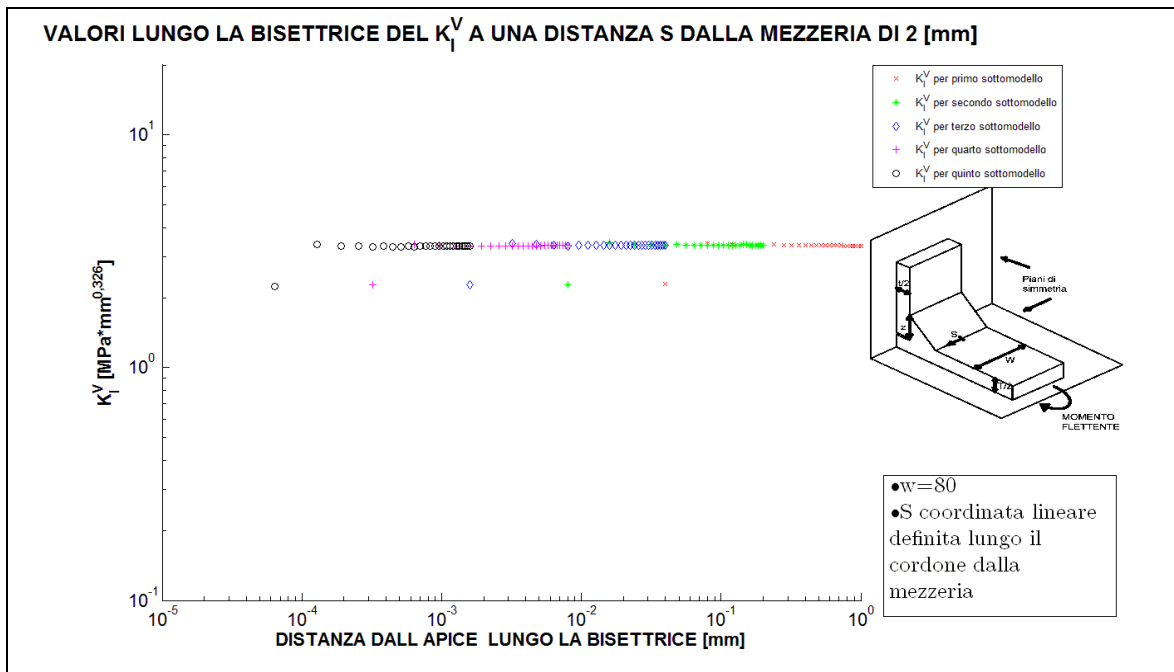 VALORI LUNGO LA BISETTRICE DEL K_I^V A UNA DISTANZA S DALLA MEZZERIA DI 2 [mm]
K_I^V per primo sottomodello
K_I^V per secondo sottomodello
K_I^V per terzo sottomodello
K_I^V per quarto sottomodello
K_I^V per quinto sottomodello
10^1
10^0
10^-1
K_I^V [MPa*mm^0,326]
10^-5
10^-4
10^-3
10^-2
10^-1
10^0
DISTANZA DALL APICE LUNGO LA BISETTRICE [mm]
t/2
z
S
W
T/2
Piani di
simmetria
MOMENTO
FLETTENTE
●w=80
●S coordinata lineare
definita lungo il
cordone dalla
mezzeria